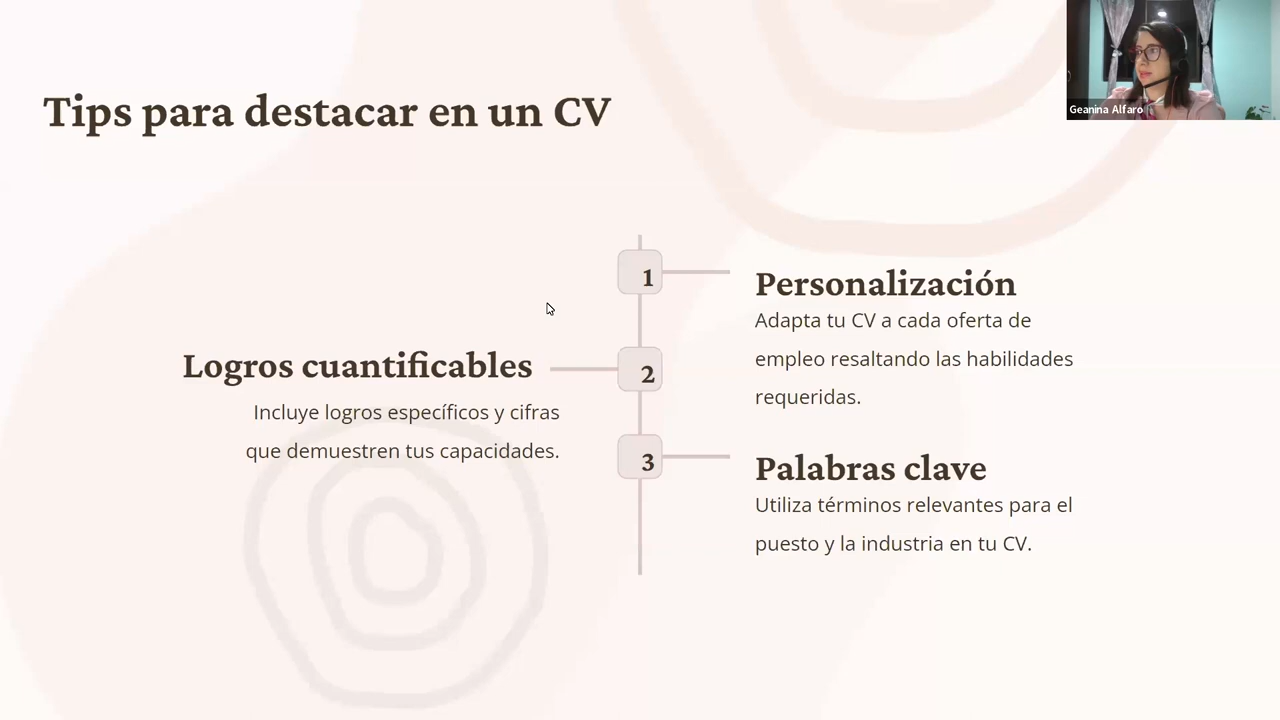 Tips para destacar en un CV
Geanina Alfaro
1
Personalización
Adapta tu CV a cada oferta de
empleo resaltando las habilidades
requeridas.
Logros cuantificables
2
Incluye logros específicos y cifras
que demuestren tus capacidades.
3
Palabras clave
Utiliza términos relevantes para el
puesto y la industria en tu CV.